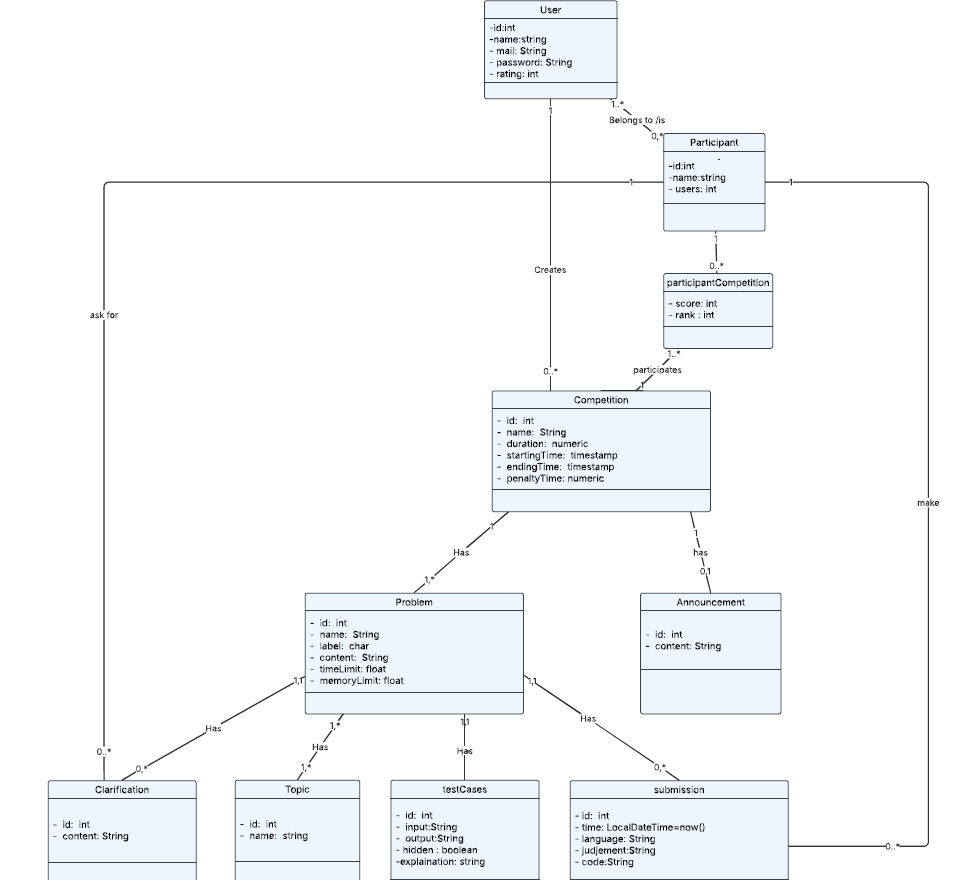 User
-id:int
-name:string
- mail: String
- password: String
- rating: int
1
1..*
Belongs to /is
0,*
Participant
-id:int
-name:string
- users: int
1
1
1
0..*
participantCompetition
- score: int
- rank : int
Creates
ask for
1..*
participates
1
0..*
Competition
- id: int
- name: String
- duration: numeric
- startingTime: timestamp
- endingTime: timestamp
- penaltyTime: numeric
make
1
Has
1,*
1
has
0,1
Problem
- id: int
- name: String
- label: char
- content: String
- timeLimit: float
- memoryLimit: float
Announcement
- id: int
- content: String
1,1
Has
0,*
1,*
Has
1,*
1,1
Has
1,1
Has
0,*
0..*
Clarification
- id: int
- content: String
Topic
- id: int
- name: string
testCases
- id: int
- input:String
- output:String
- hidden : boolean
-explaination: string
submission
- id: int
- time: LocalDateTime=now()
- language: String
- judjement:String
- code:String
0..*